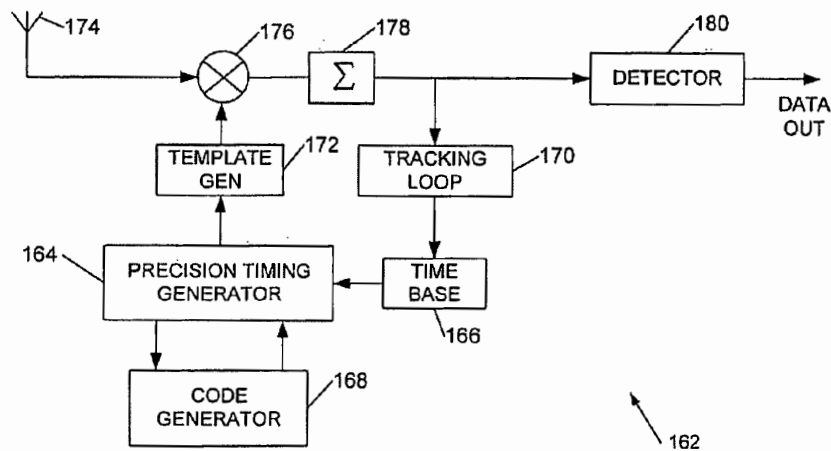 174
176
178
180
Σ
DETECTOR
DATA
OUT
TEMPLATE
GEN
172
TRACKING
LOOP
170
164
PRECISION TIMING
GENERATOR
TIME
BASE
166
CODE
GENERATOR
168
162